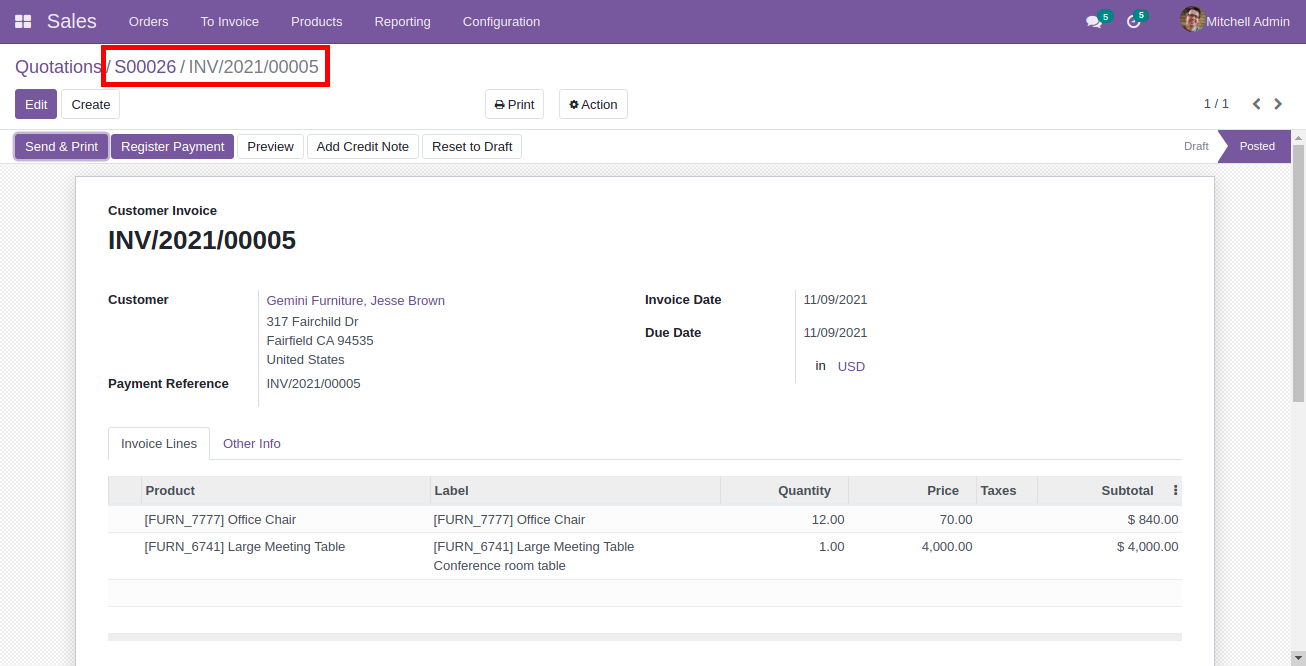 Sales Orders To Invoice Products Reporting Configuration 5 5 Mitchell Admin
Quotations / S00026 / INV/2021/00005
Edit Create Print Action 1 / 1
Send & Print Register Payment Preview Add Credit Note Reset to Draft Draft Posted
Customer Invoice
INV/2021/00005
Customer Gemini Furniture, Jesse Brown Invoice Date 11/09/2021
317 Fairchild Dr
Fairfield CA 94535 Due Date 11/09/2021
United States in USD
Payment Reference INV/2021/00005
Invoice Lines Other Info
Product Label Quantity Price Taxes Subtotal
[FURN_7777] Office Chair [FURN_7777] Office Chair 12.00 70.00 $ 840.00
[FURN_6741] Large Meeting Table [FURN_6741] Large Meeting Table 1.00 4,000.00 $ 4,000.00
Conference room table